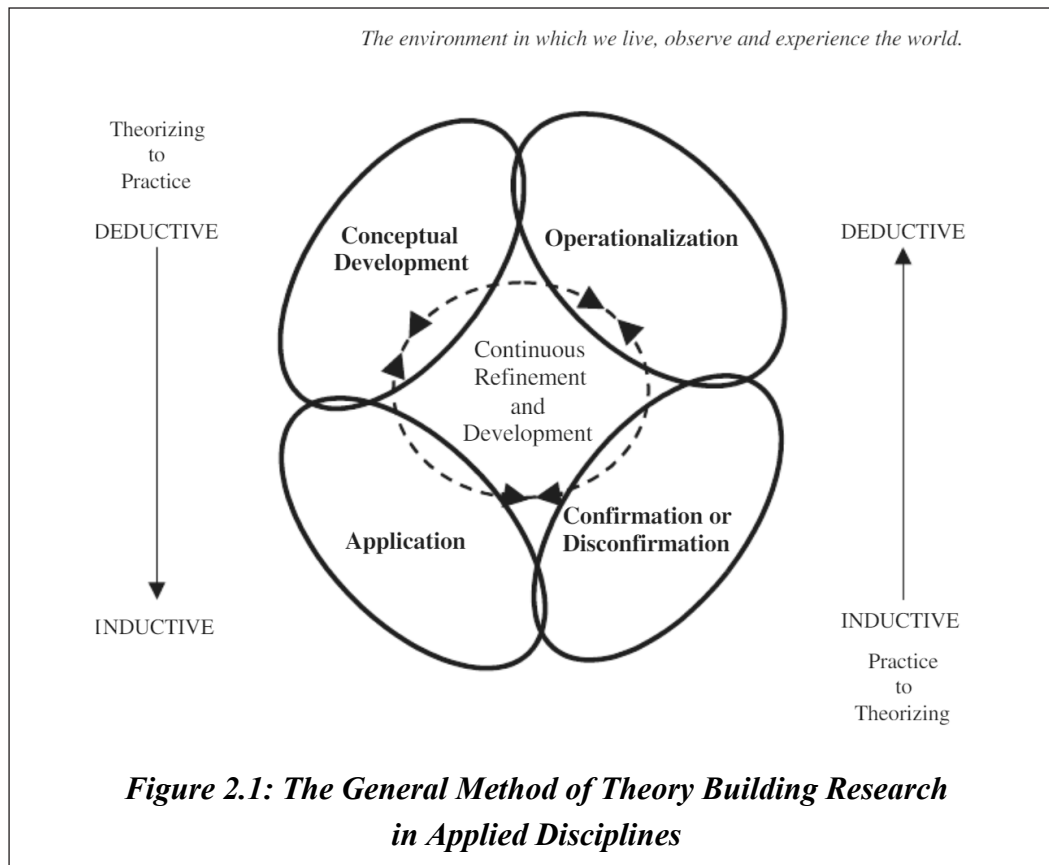 The environment in which we live, observe and experience the world.
Theorizing
to
Practice
DEDUCTIVE
INDUCTIVE
Conceptual
Development
Operationalization
Continuous
Refinement
and
Development
Application
Confirmation or
Disconfirmation
DEDUCTIVE
INDUCTIVE
Practice
to
Theorizing
Figure 2.1: The General Method of Theory Building Research
in Applied Disciplines